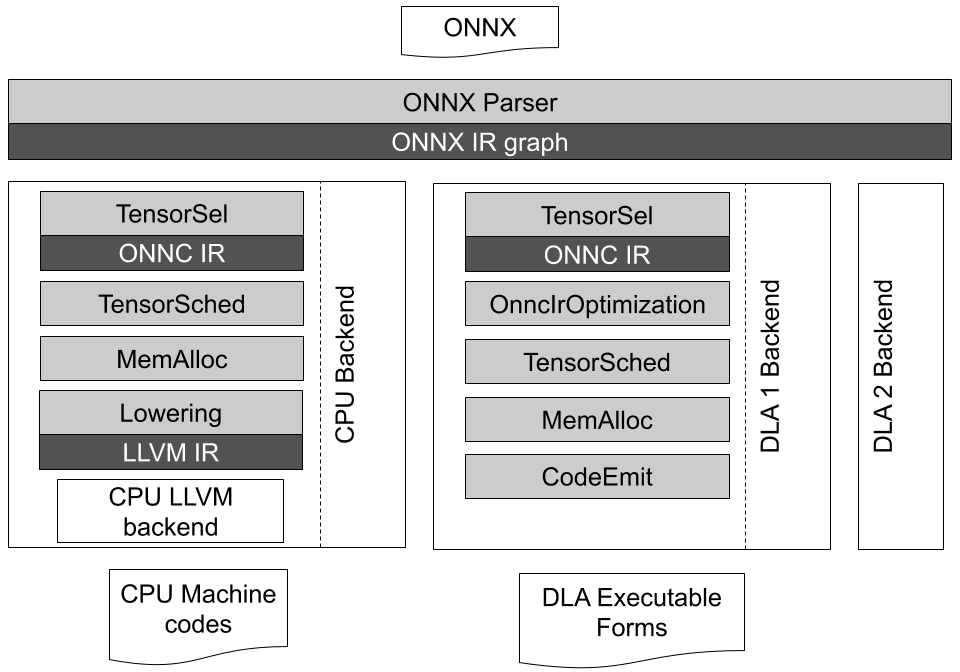 ONNX
ONNX Parser
ONNX IR graph
TensorSel
ONNC IR
TensorSched
MemAlloc
Lowering
LLVM IR
CPU LLVM
backend
CPU Backend
TensorSel
ONNC IR
OnncIrOptimization
TensorSched
MemAlloc
CodeEmit
DLA 1 Backend
DLA 2 Backend
CPU Machine
codes
DLA Executable
Forms